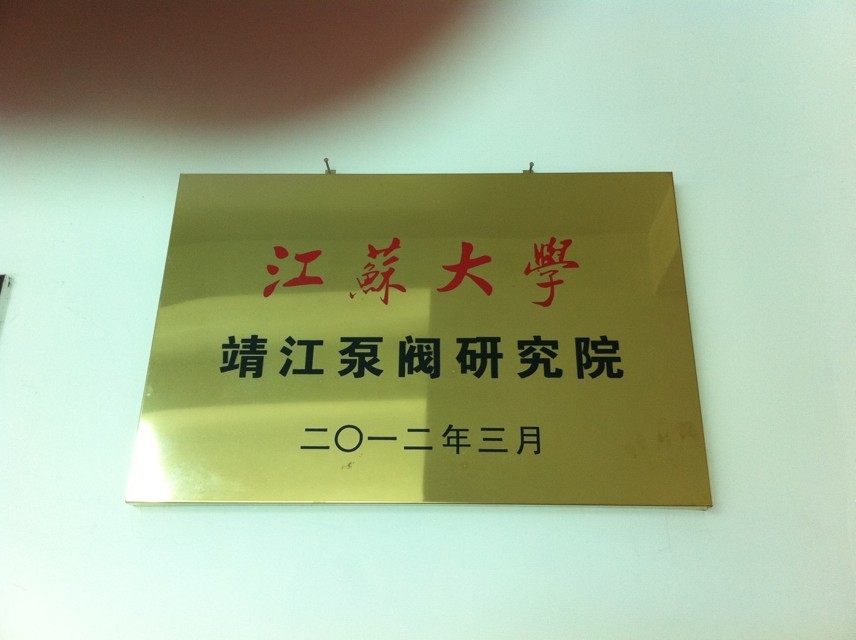 江蘇大學
靖江泵阀研究院
二〇一二年三月